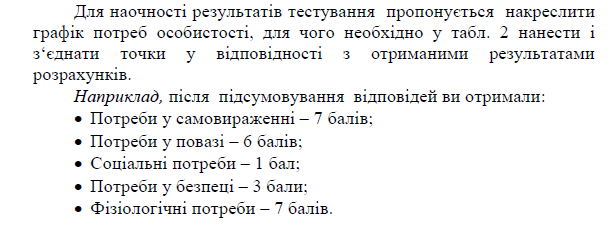 Для наочності результатів тестування пропонується накреслити
графік потреб особистості, для чого необхідно у табл. 2 нанести і
з‘єднати точки у відповідності з отриманими результатами
розрахунків.
Наприклад, після підсумовування відповідей ви отримали:
• Потреби у самовираженні – 7 балів;
• Потреби у повазі – 6 балів;
• Соціальні потреби – 1 бал;
• Потреби у безпеці – 3 бали;
• Фізіологічні потреби – 7 балів.